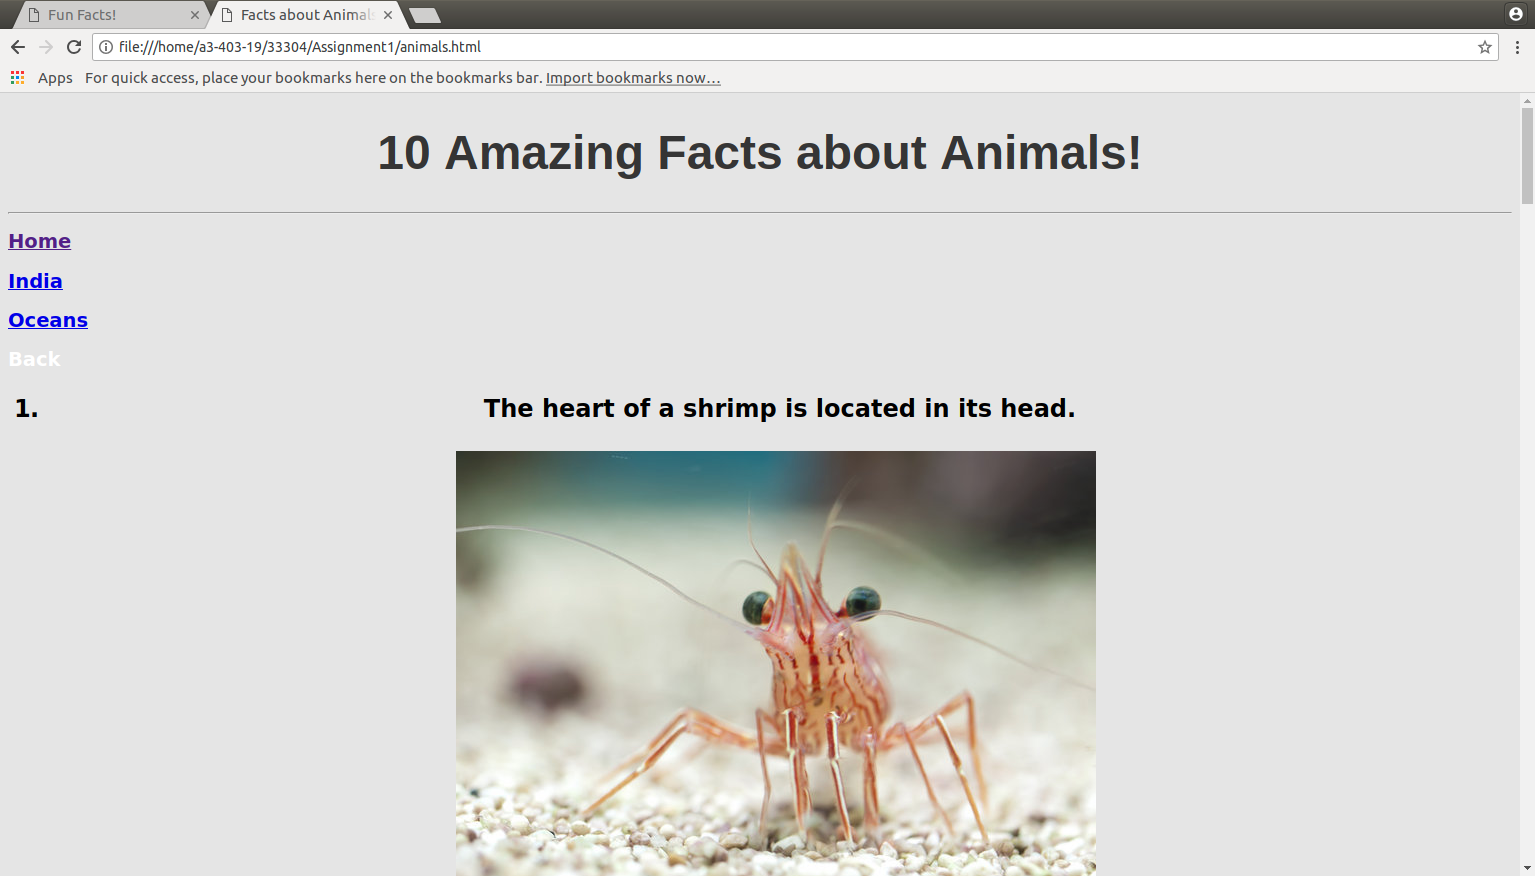 Fun Facts!
Facts about Animals
file:///home/a3-403-19/33304/Assignment1/animals.html
Apps For quick access, place your bookmarks here on the bookmarks bar. Import bookmarks now...
10 Amazing Facts about Animals!
Home
India
Oceans
Back
1. The heart of a shrimp is located in its head.